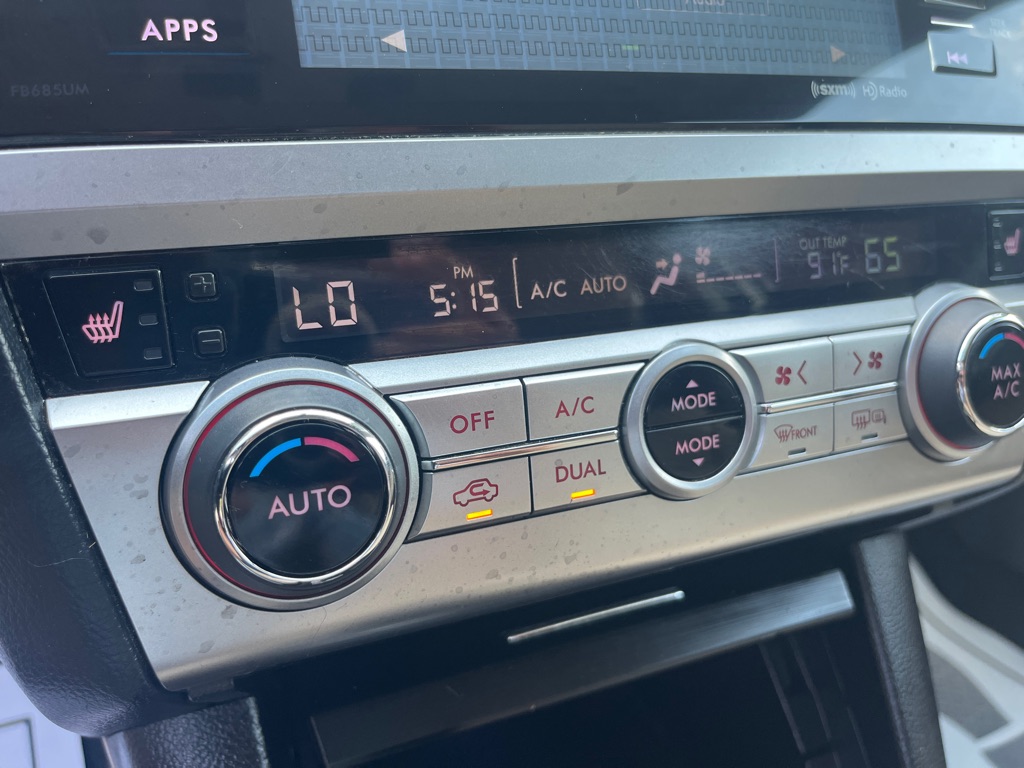 Audio
APPS
FB685UM
((sxm)) HD Radio
LO
PM
5:15
A/C AUTO
OUT TEMP
91°F
65
OFF
A/C
MODE
MODE
FRONT
MAX
A/C
AUTO
DUAL